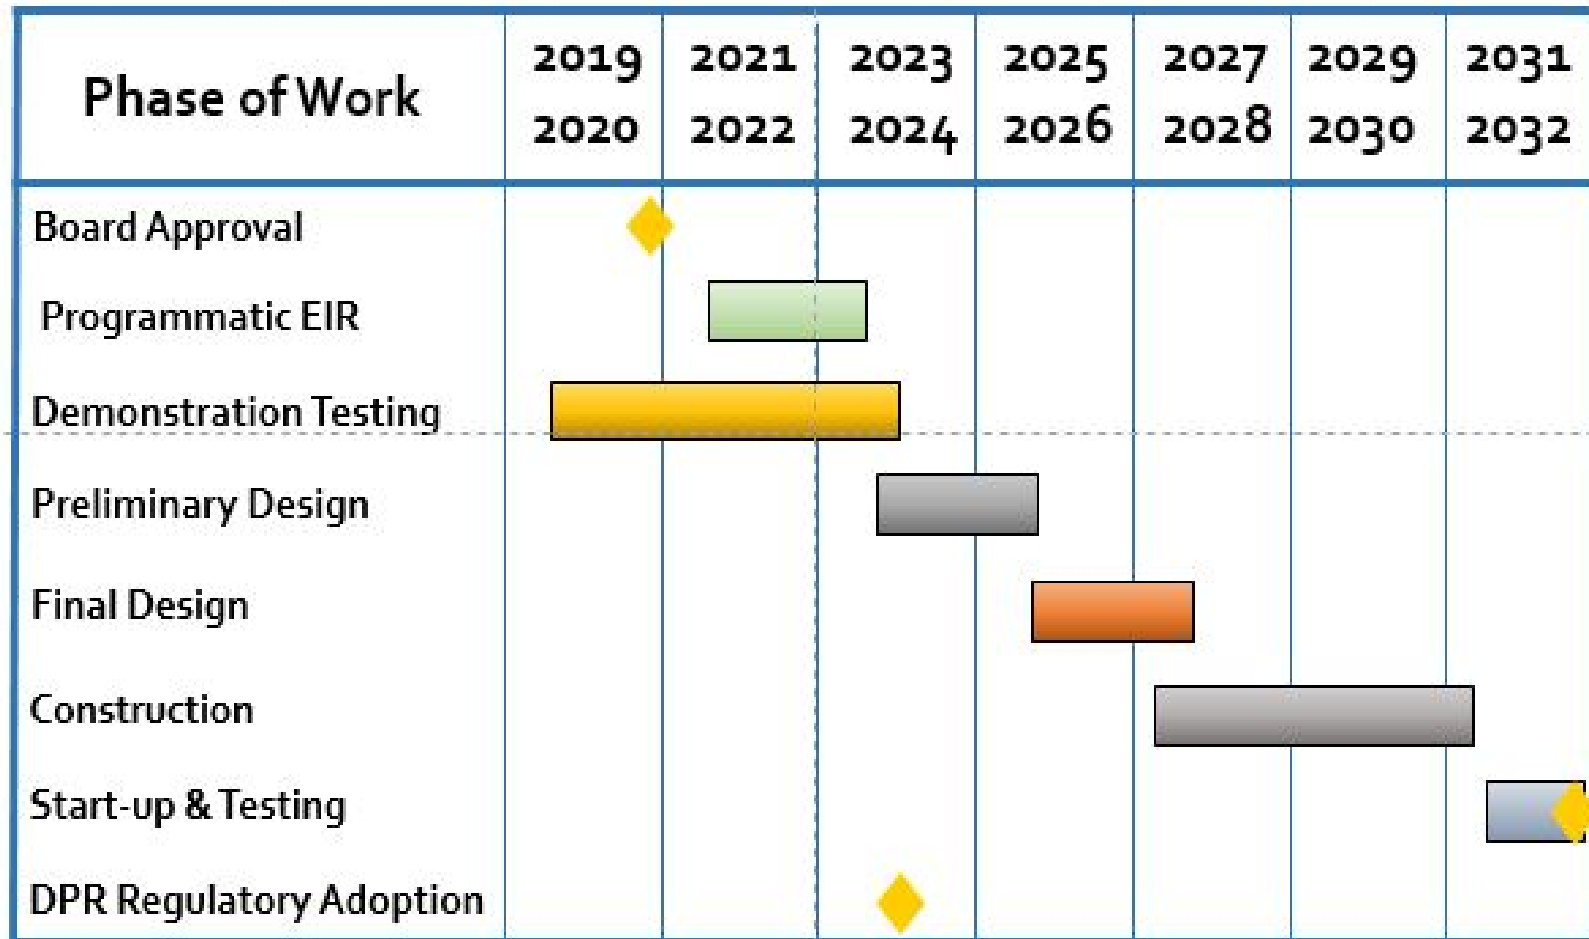 Phase of Work
2019 2021 2023 2025 2027 2029 2031
2020 2022 2024 2026 2028 2030 2032
Board Approval
Programmatic EIR
Demonstration Testing
Preliminary Design
Final Design
Construction
Start-up & Testing
DPR Regulatory Adoption